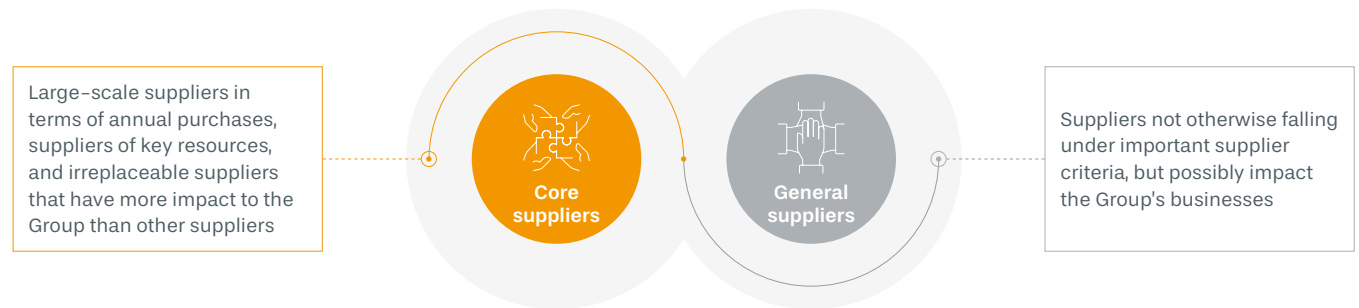 Large-scale suppliers in
terms of annual purchases,
suppliers of key resources,
and irreplaceable suppliers
that have more impact to the
Group than other suppliers
Core
suppliers
General
suppliers
Suppliers not otherwise falling
under important supplier
criteria, but possibly impact
the Group's businesses